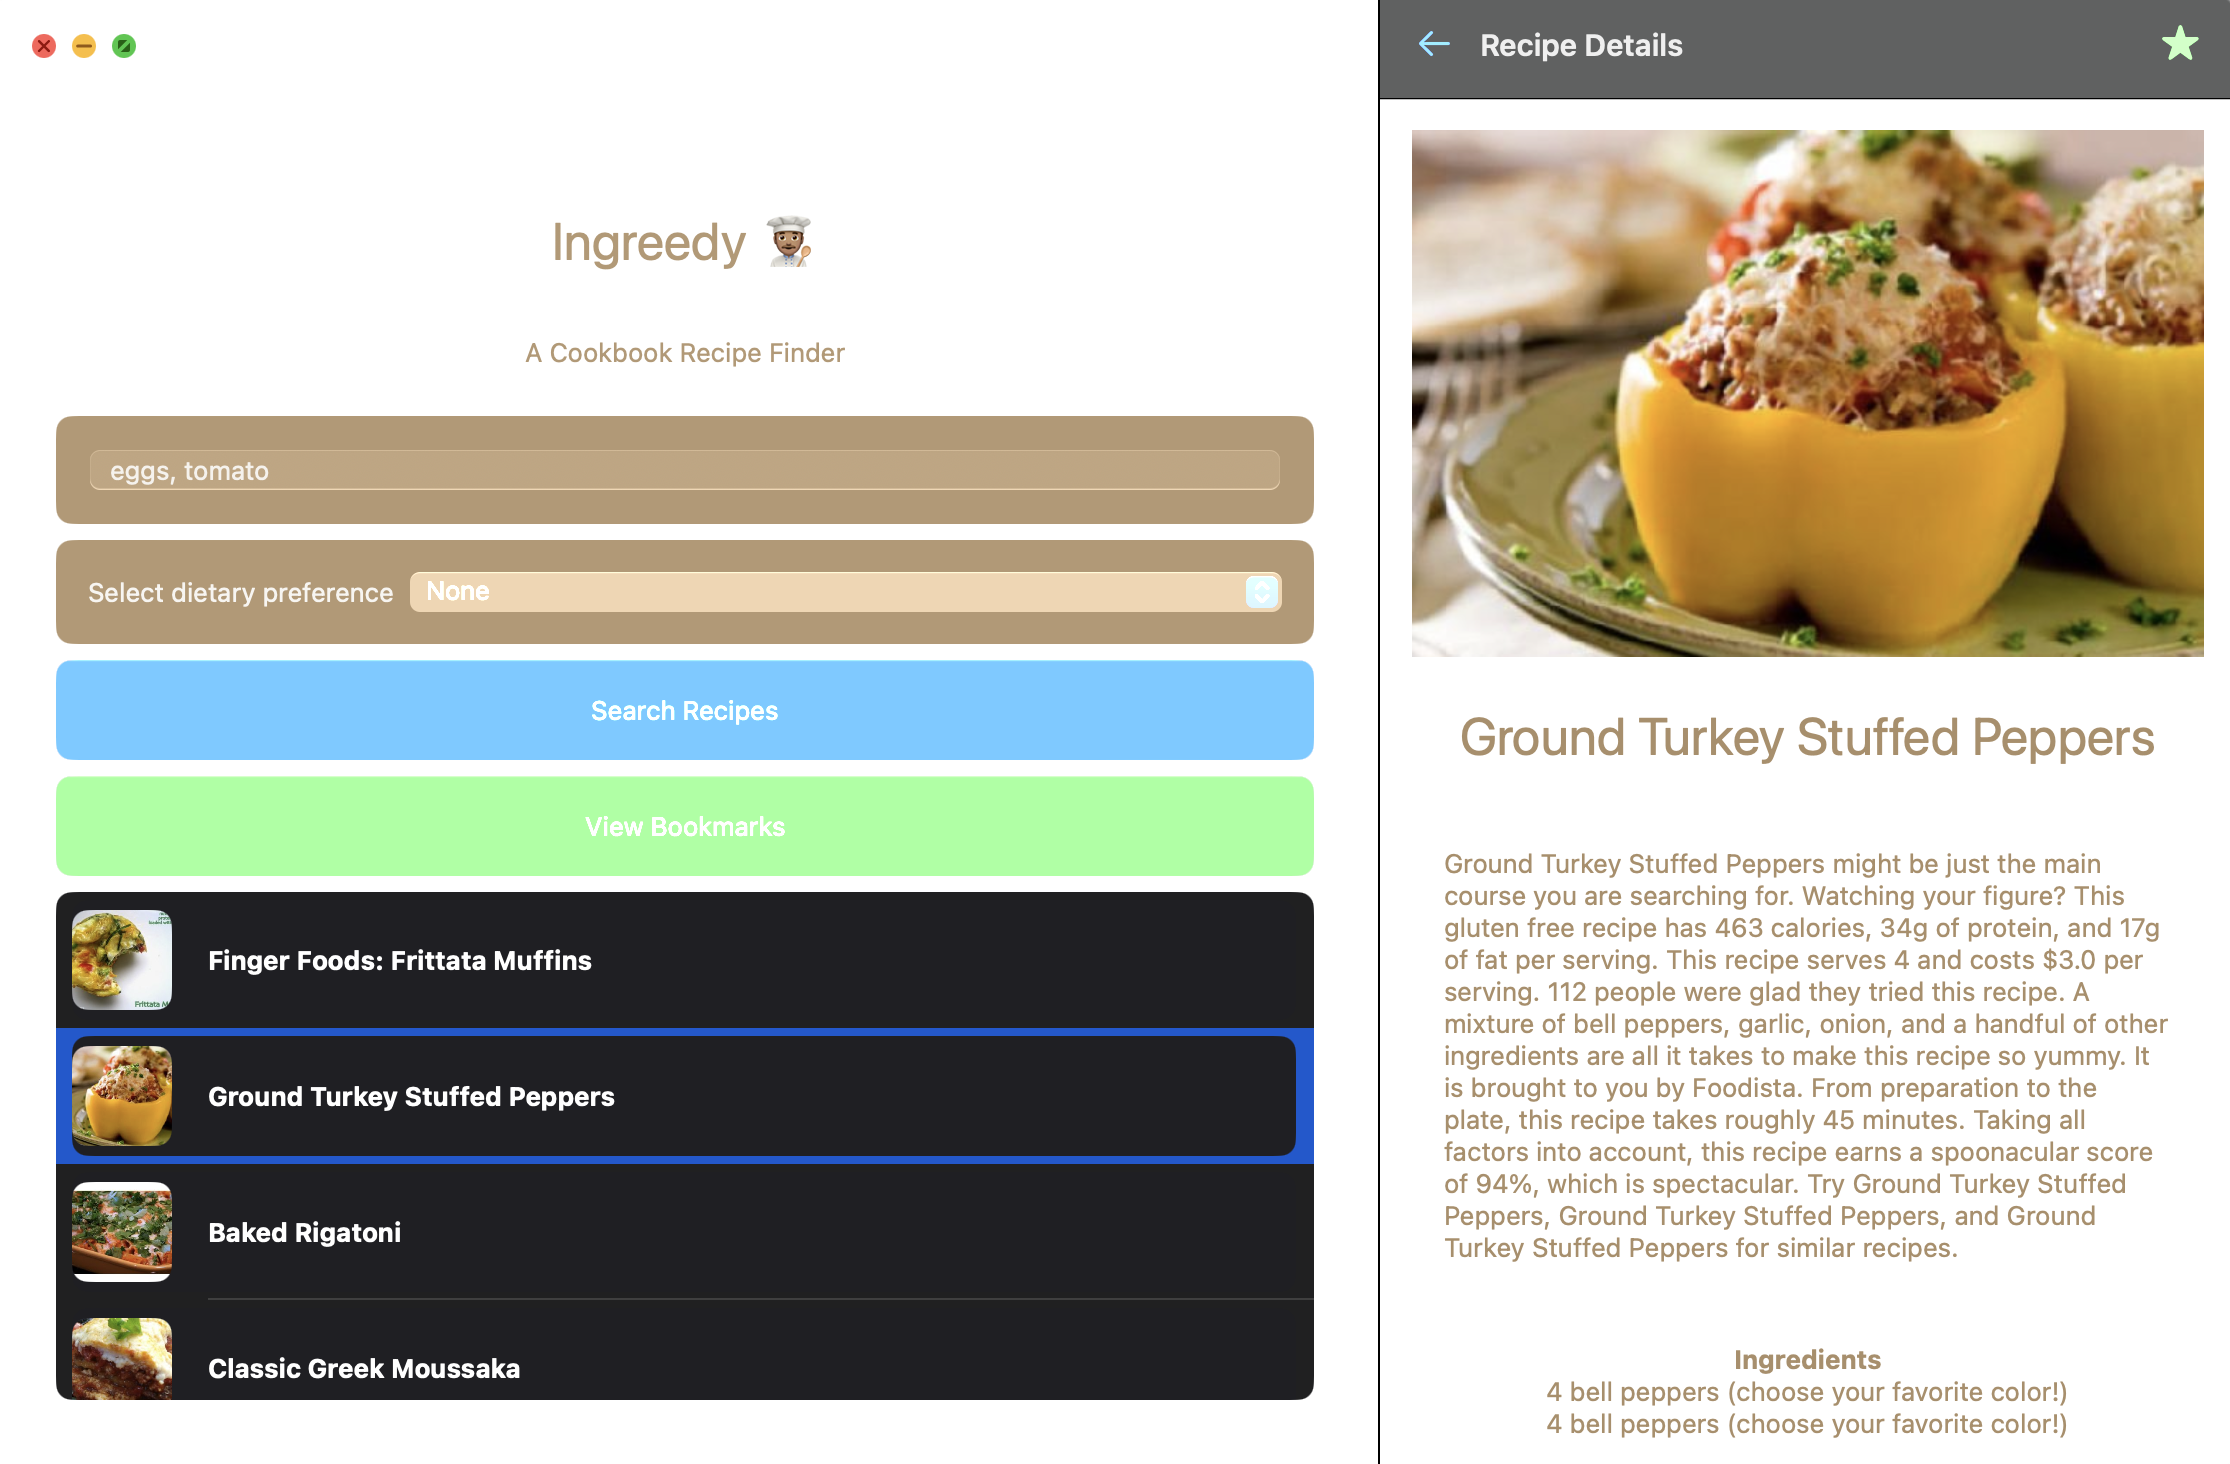 Ingreedy
A Cookbook Recipe Finder
eggs, tomato
Select dietary preference
None
Search Recipes
View Bookmarks
Finger Foods: Frittata Muffins
Frittata M
Ground Turkey Stuffed Peppers
Baked Rigatoni
Classic Greek Moussaka
Recipe Details
Ground Turkey Stuffed Peppers
Ground Turkey Stuffed Peppers might be just the main
course you are searching for. Watching your figure? This
gluten free recipe has 463 calories, 34g of protein, and 17g
of fat per serving. This recipe serves 4 and costs $3.0 per
serving. 112 people were glad they tried this recipe. A
mixture of bell peppers, garlic, onion, and a handful of other
ingredients are all it takes to make this recipe so yummy. It
is brought to you by Foodista. From preparation to the
plate, this recipe takes roughly 45 minutes. Taking all
factors into account, this recipe earns a spoonacular score
of 94%, which is spectacular. Try Ground Turkey Stuffed
Peppers, Ground Turkey Stuffed Peppers, and Ground
Turkey Stuffed Peppers for similar recipes.
Ingredients
4 bell peppers (choose your favorite color!)
4 bell peppers (choose your favorite color!)